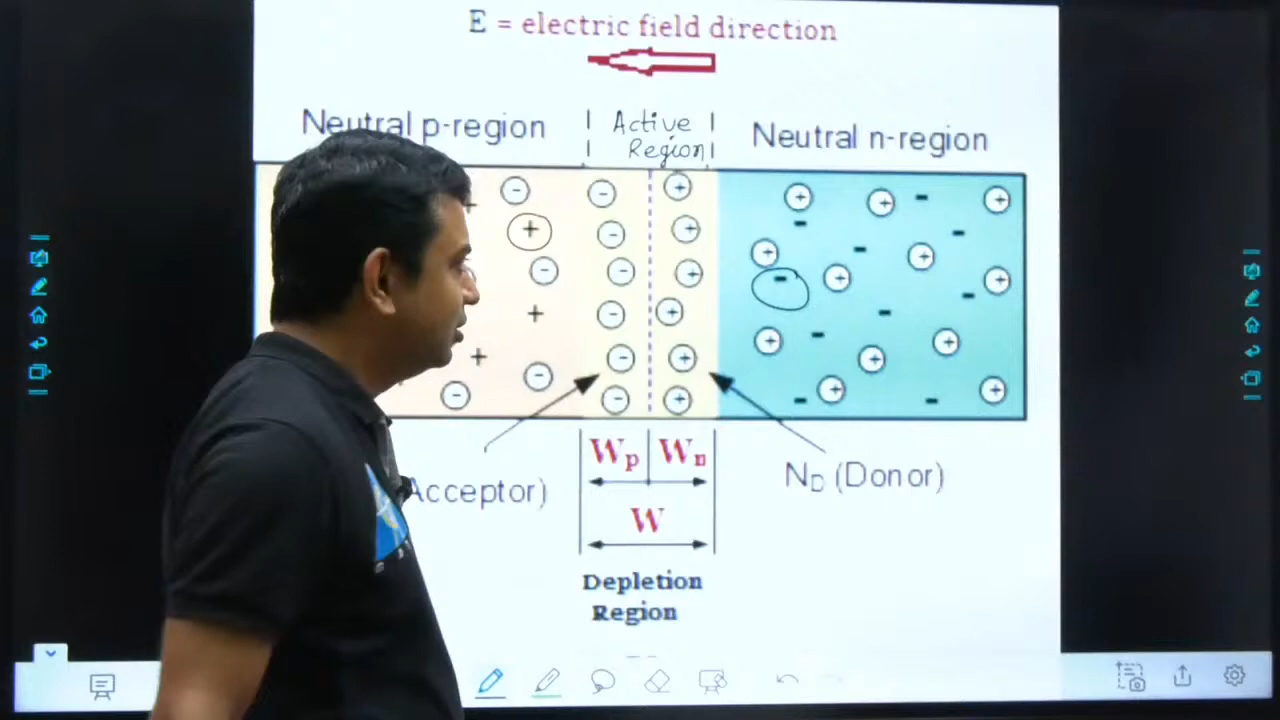 E = electric field direction
Neutral p-region
Active
Region
Neutral n-region
Wp Wn
Acceptor)
ND (Donor)
W
Depletion
Region